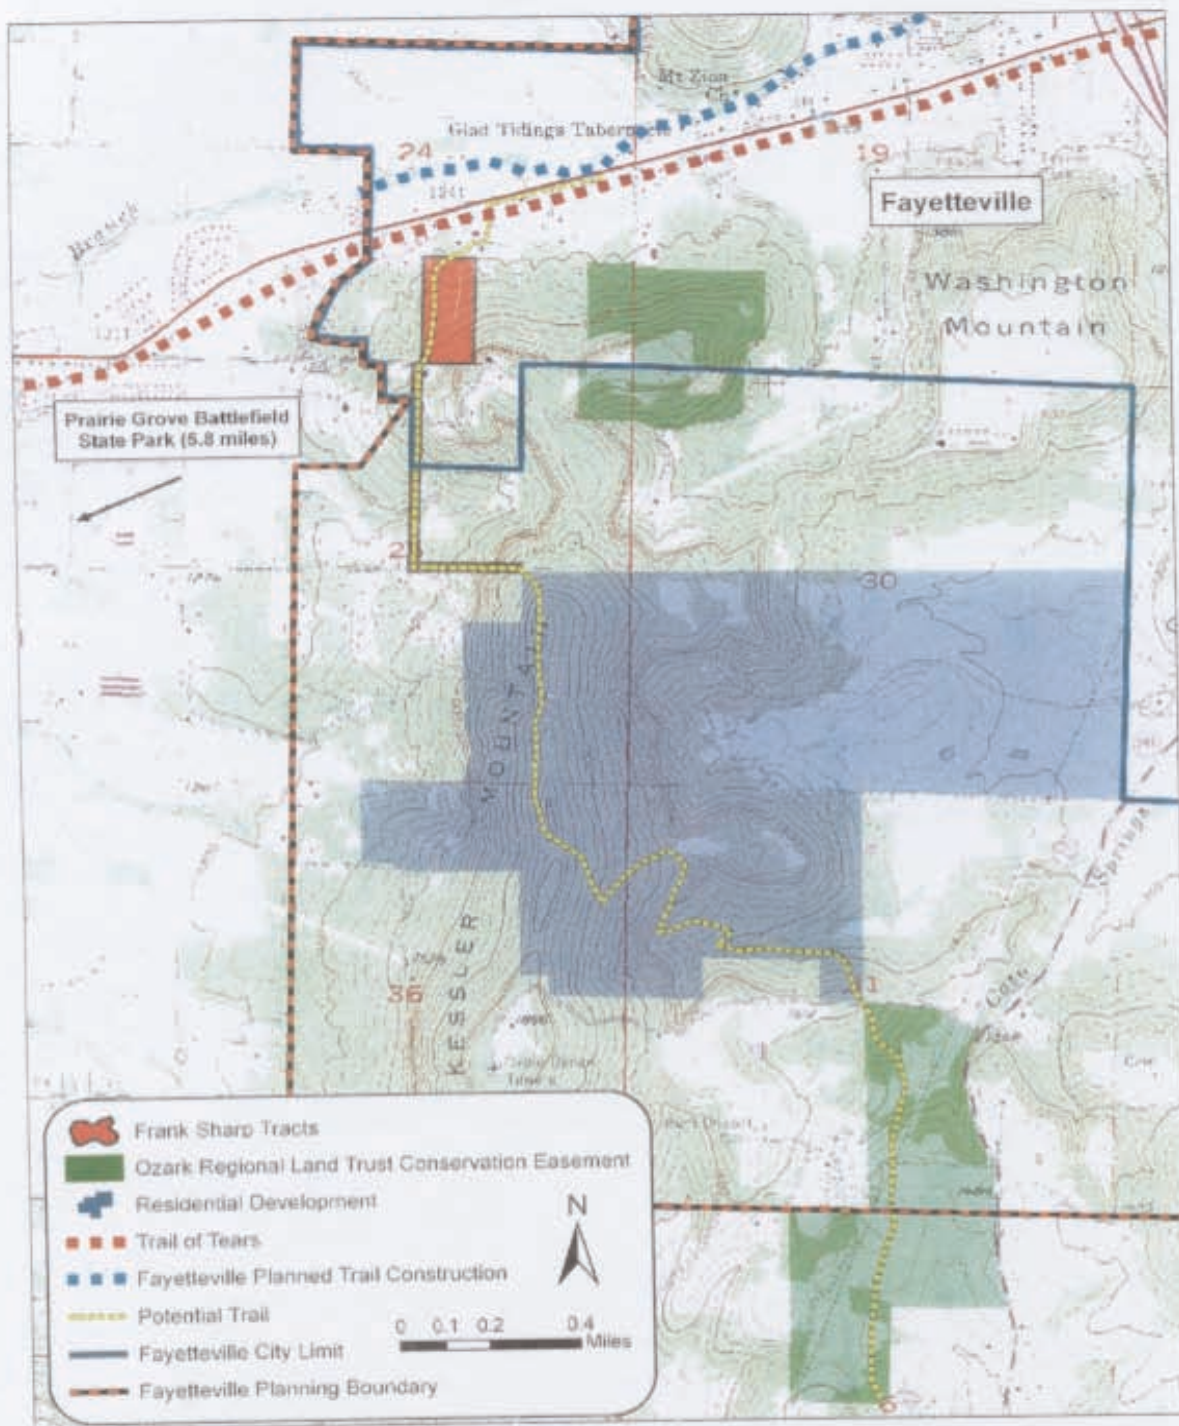 Mt Zion
Ch
Glad Tidings Tabernacle
24
19
1241
Fayetteville
Branch
Washington
Mountain
Prairie Grove Battlefield
State Park (5.8 miles)
30
MOUNTAIN
Springs
KESSLER
36
Cato
Frank Sharp Tracts
Ozark Regional Land Trust Conservation Easement
Residential Development
N
Trail of Tears
Fayetteville Planned Trail Construction
Potential Trail
0 0.1 0.2 0.4
Miles
Fayetteville City Limit
Fayetteville Planning Boundary
6